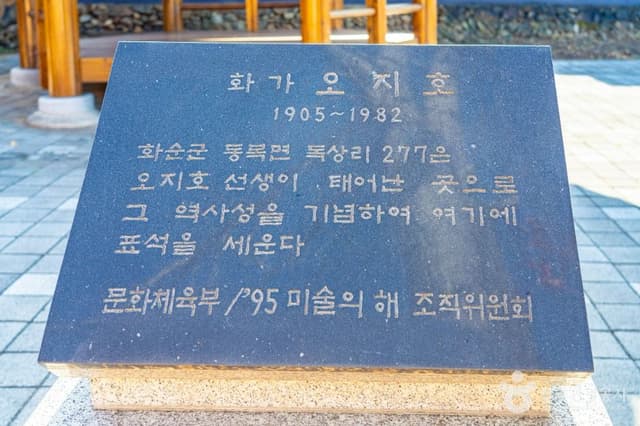 화가 오지호
1905~1982
화순군 동복면 독상리 277은
오지호 선생이 태어난 곳으로
그 역사성을 기념하여 여기에
표석을 세운다
문화체육부/'95 미술의 해 조직위원회